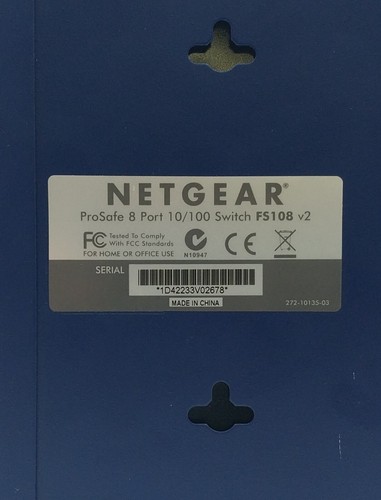 NETGEAR®
ProSafe 8 Port 10/100 Switch FS108 v2
FC Tested To Comply
With FCC Standards
FOR HOME OR OFFICE USE
N10947
CE
SERIAL
*1D42233V02678*
MADE IN CHINA
272-10135-03